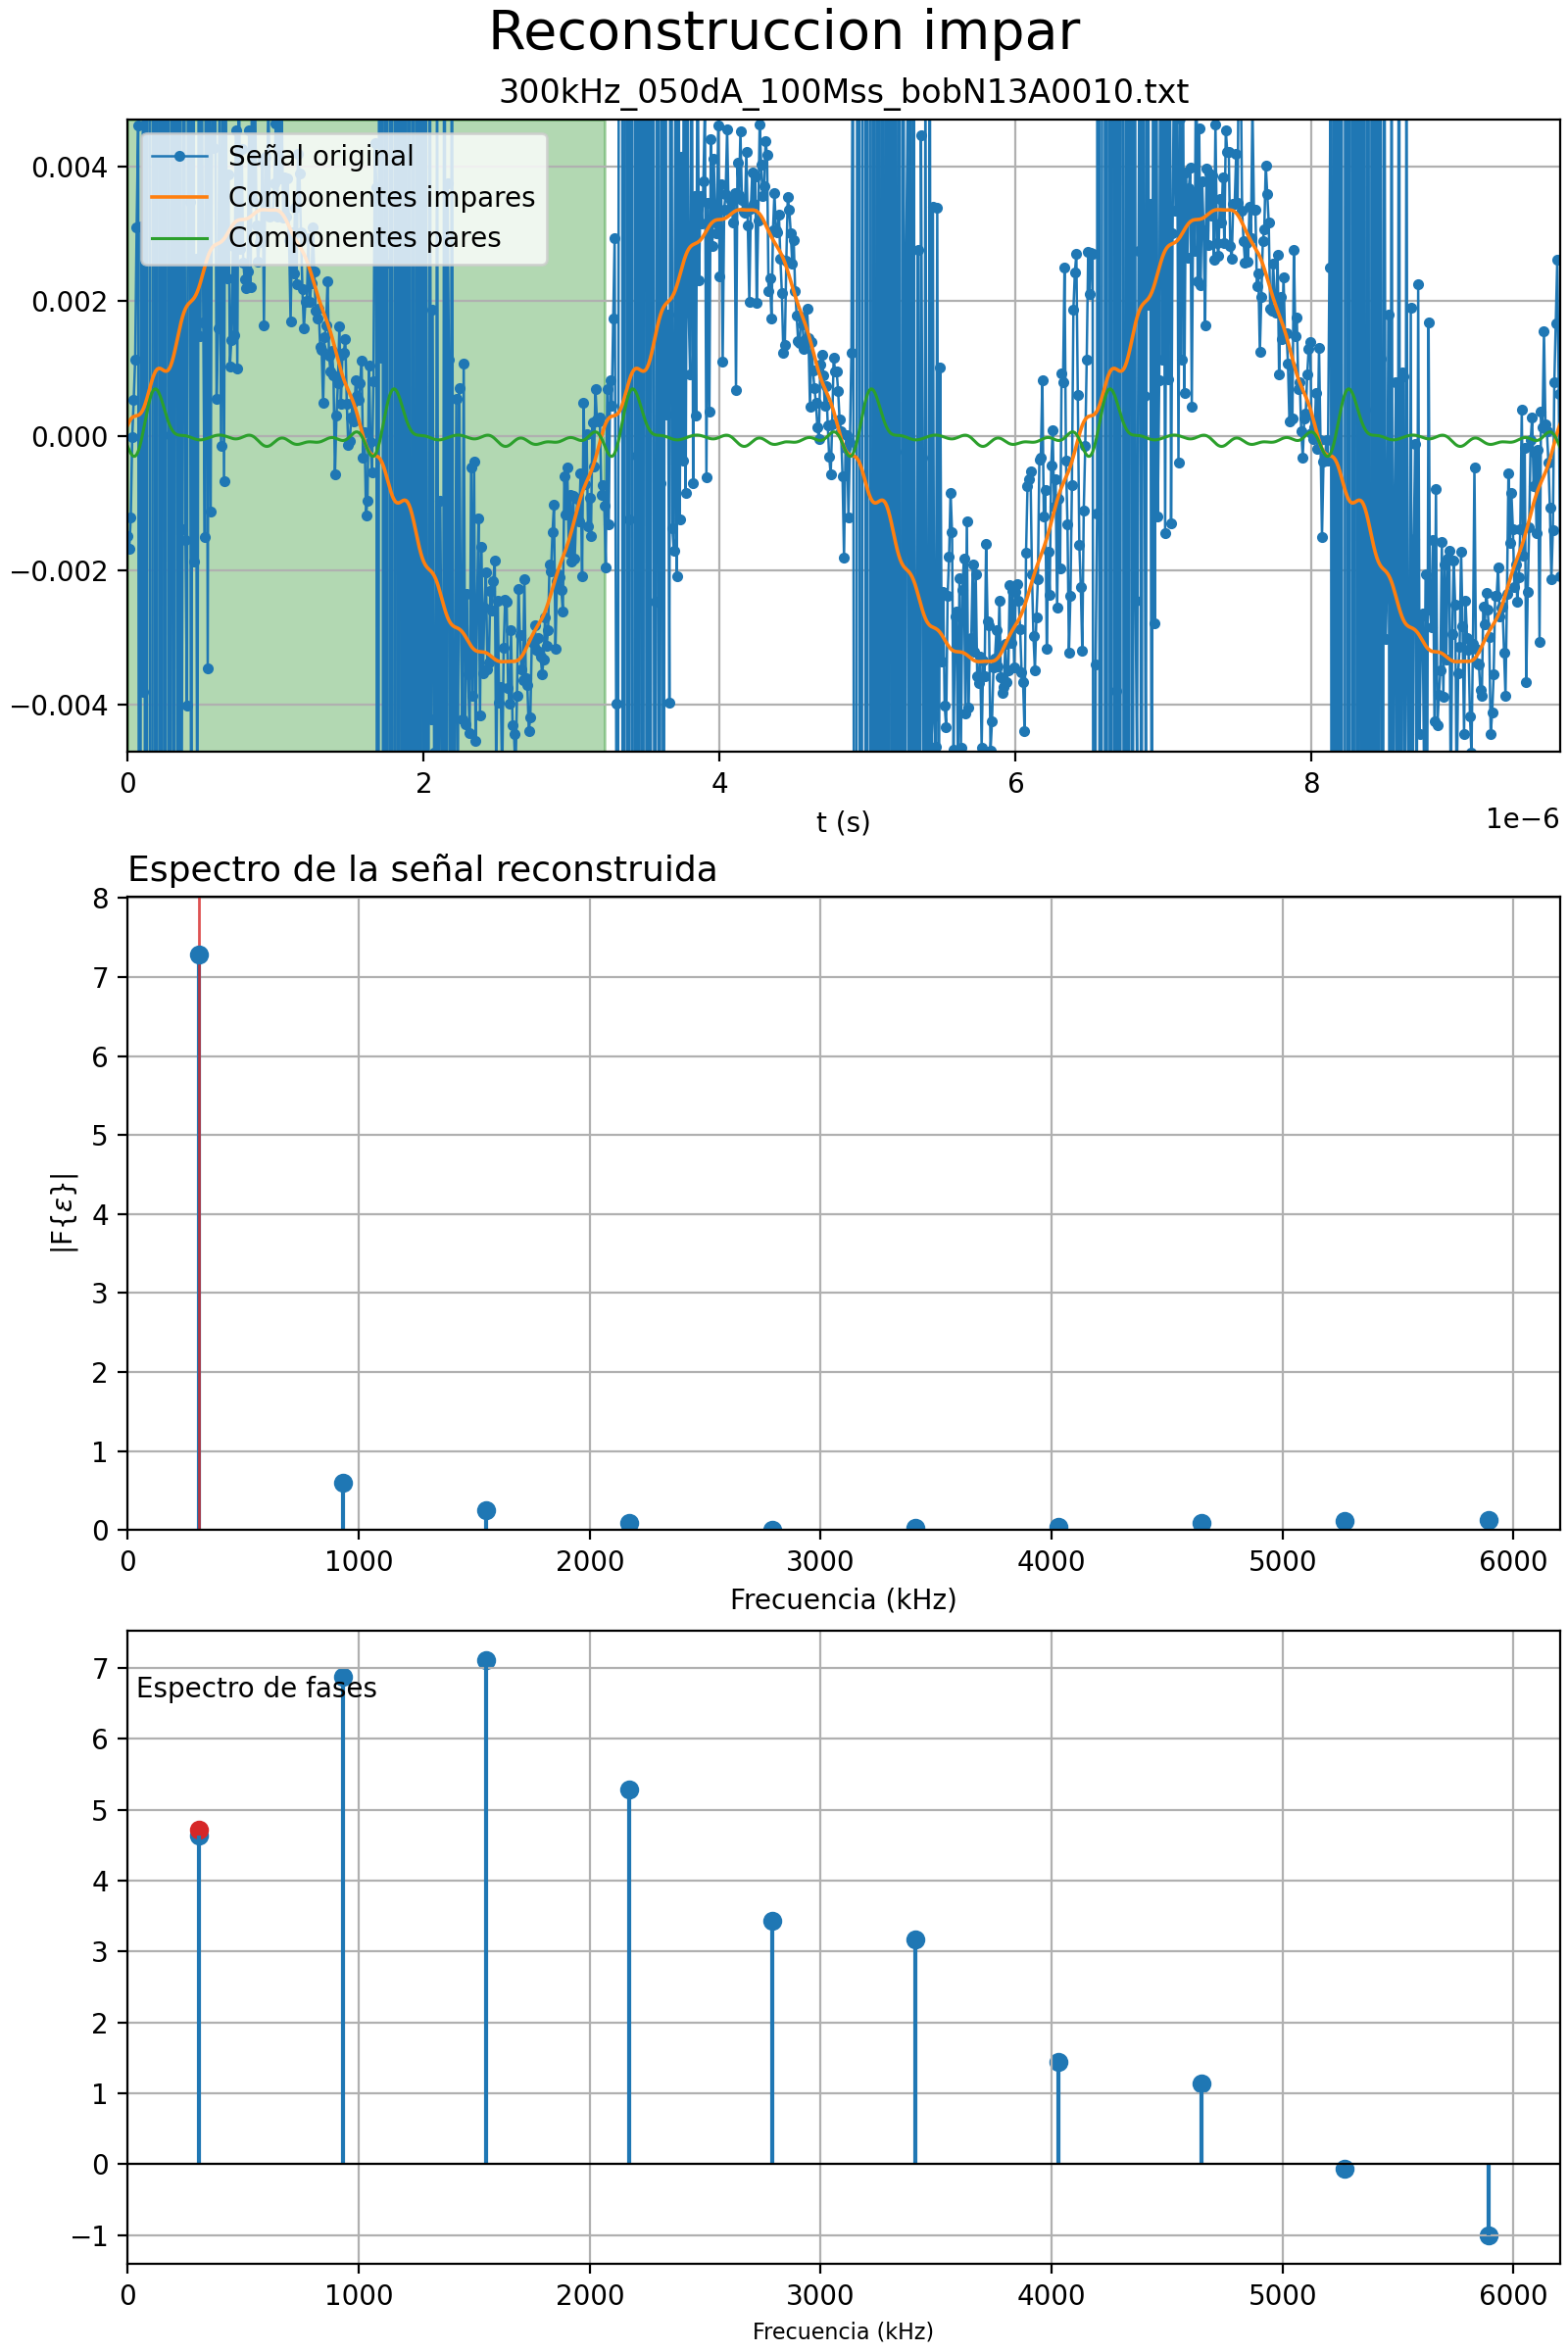 Reconstruccion impar
300kHz_050dA_100Mss_bobN13A0010.txt
Señal original
Componentes impares
Componentes pares
0.004
0.002
0.000
−0.002
−0.004
0 2 4 6 8
1e−6
t (s)
Espectro de la señal reconstruida
8
7
6
5
4
3
2
1
0
|F{ε}|
0 1000 2000 3000 4000 5000 6000
Frecuencia (kHz)
Espectro de fases
7
6
5
4
3
2
1
0
−1
0 1000 2000 3000 4000 5000 6000
Frecuencia (kHz)